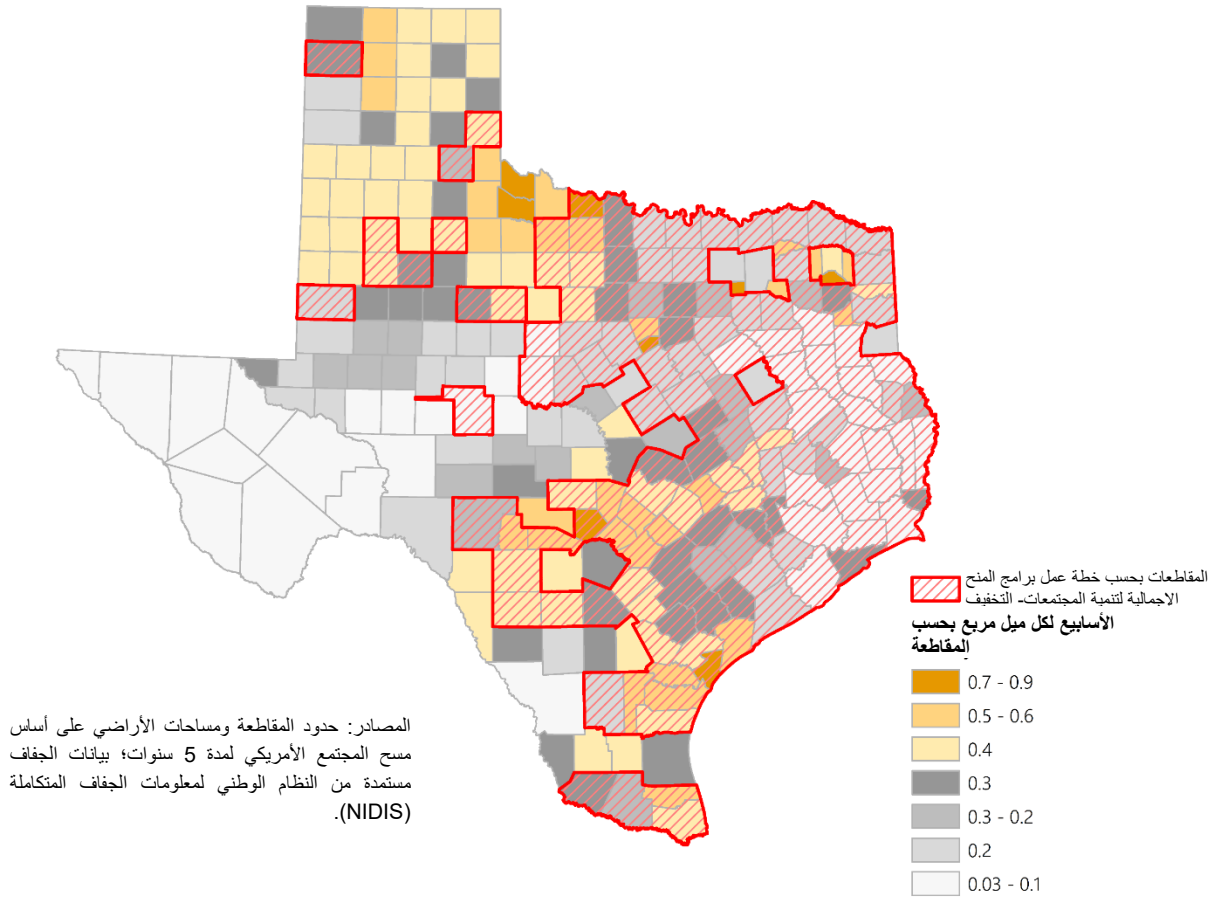 المقاطعات بحسب خطة عمل برامج المنح
الاجمالية لتنمية المجتمعات- التخفيف
الأسابيع لكل ميل مربع بحسب
المقاطعة
0.7 - 0.9
0.5 - 0.6
0.4
0.3
0.3 - 0.2
0.2
0.03 - 0.1
المصادر: حدود المقاطعة ومساحات الأراضي على أساس
مسح المجتمع الأمريكي لمدة 5 سنوات؛ بيانات الجفاف
مستمدة من النظام الوطني لمعلومات الجفاف المتكاملة
(NIDIS).